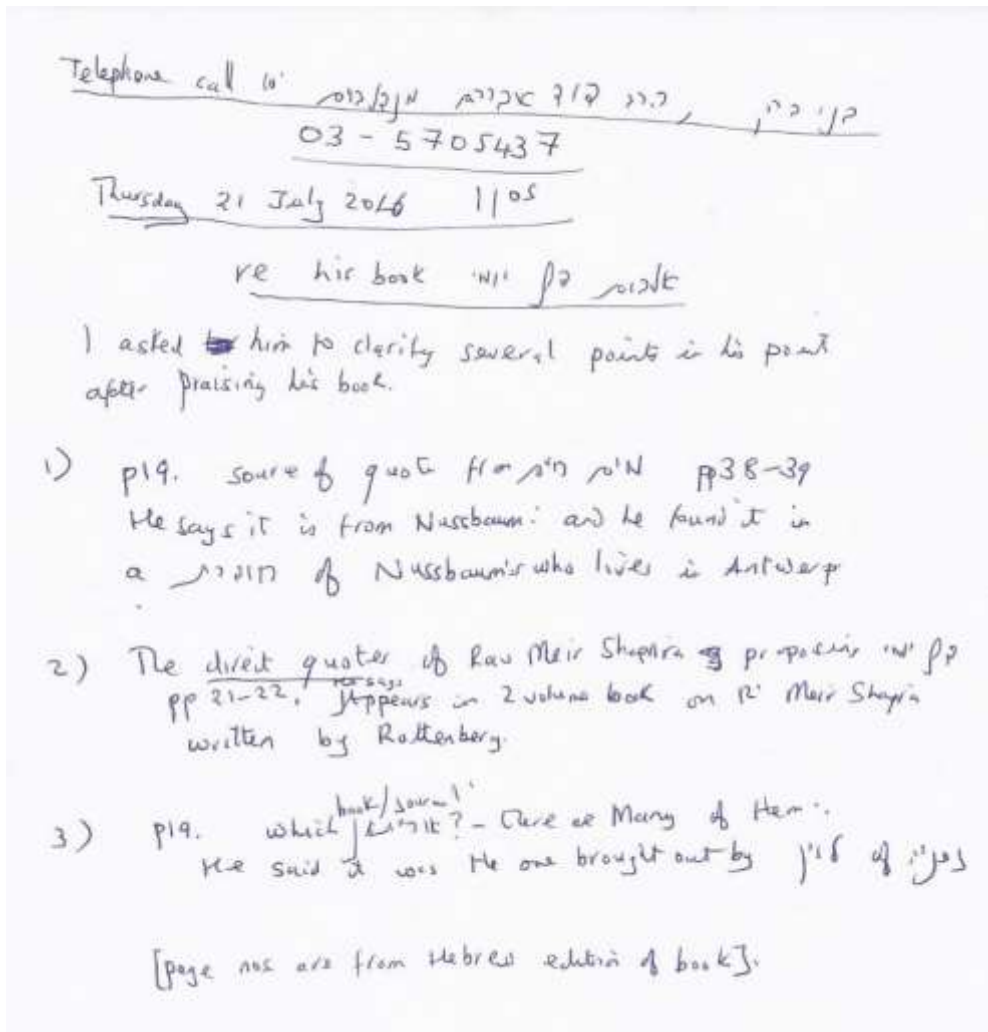 Telephone call to הרב דוד אברהם מנדלבוים, בני ברק
03 - 5705437
Thursday 21 July 2016 11 05
re his book דף יומי
I asked him to clarify several points in his point
after praising his book.
1) p19. source of quote from pp38-39
He says it is from Nussbaum: and he found it in
a חוברת of Nussbaum's who lives in Antwerp
2) The direct quotes of Rav Meir Shapira proposing דף יומי
pp 21-22. He says Appears in 2 volume book on R' Meir Shapira
written by Rottenberg.
3) p19. which book/journal ? - there are Many of them.
He said it was the one brought out by of לובלין
[page nos are from Hebrew edition of book].